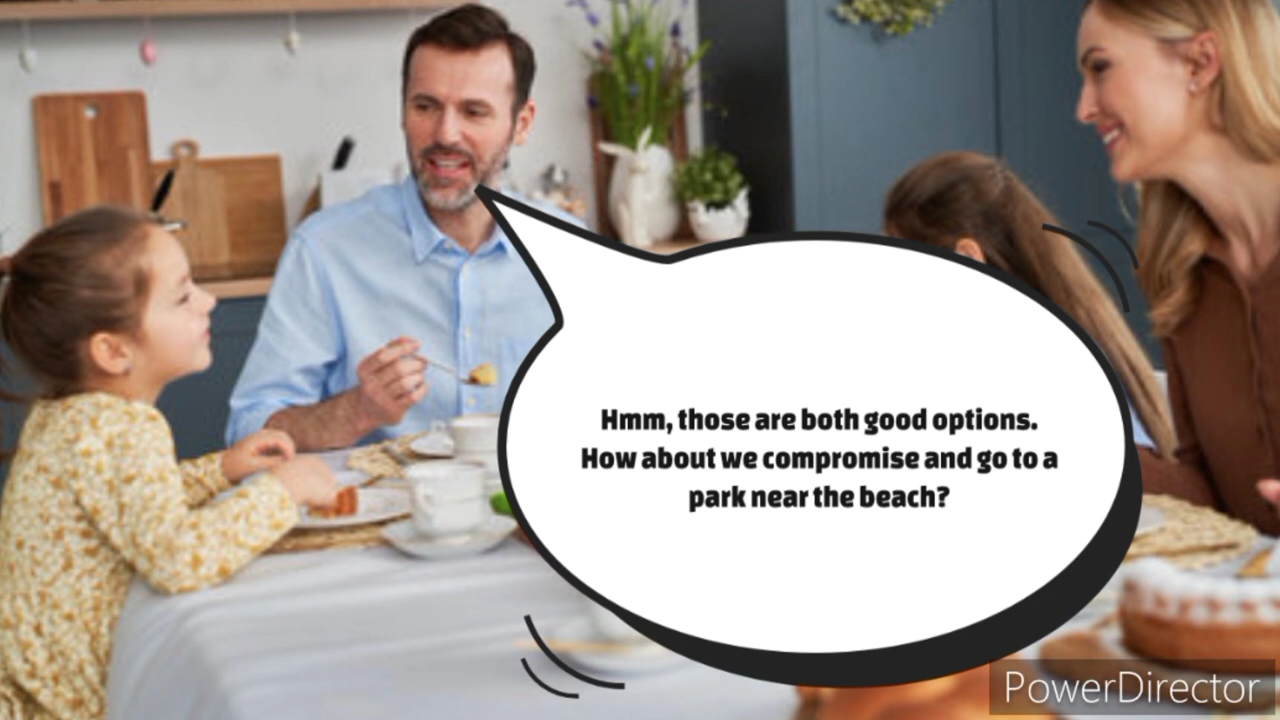 Hmm, those are both good options.
How about we compromise and go to a
park near the beach?
PowerDirector